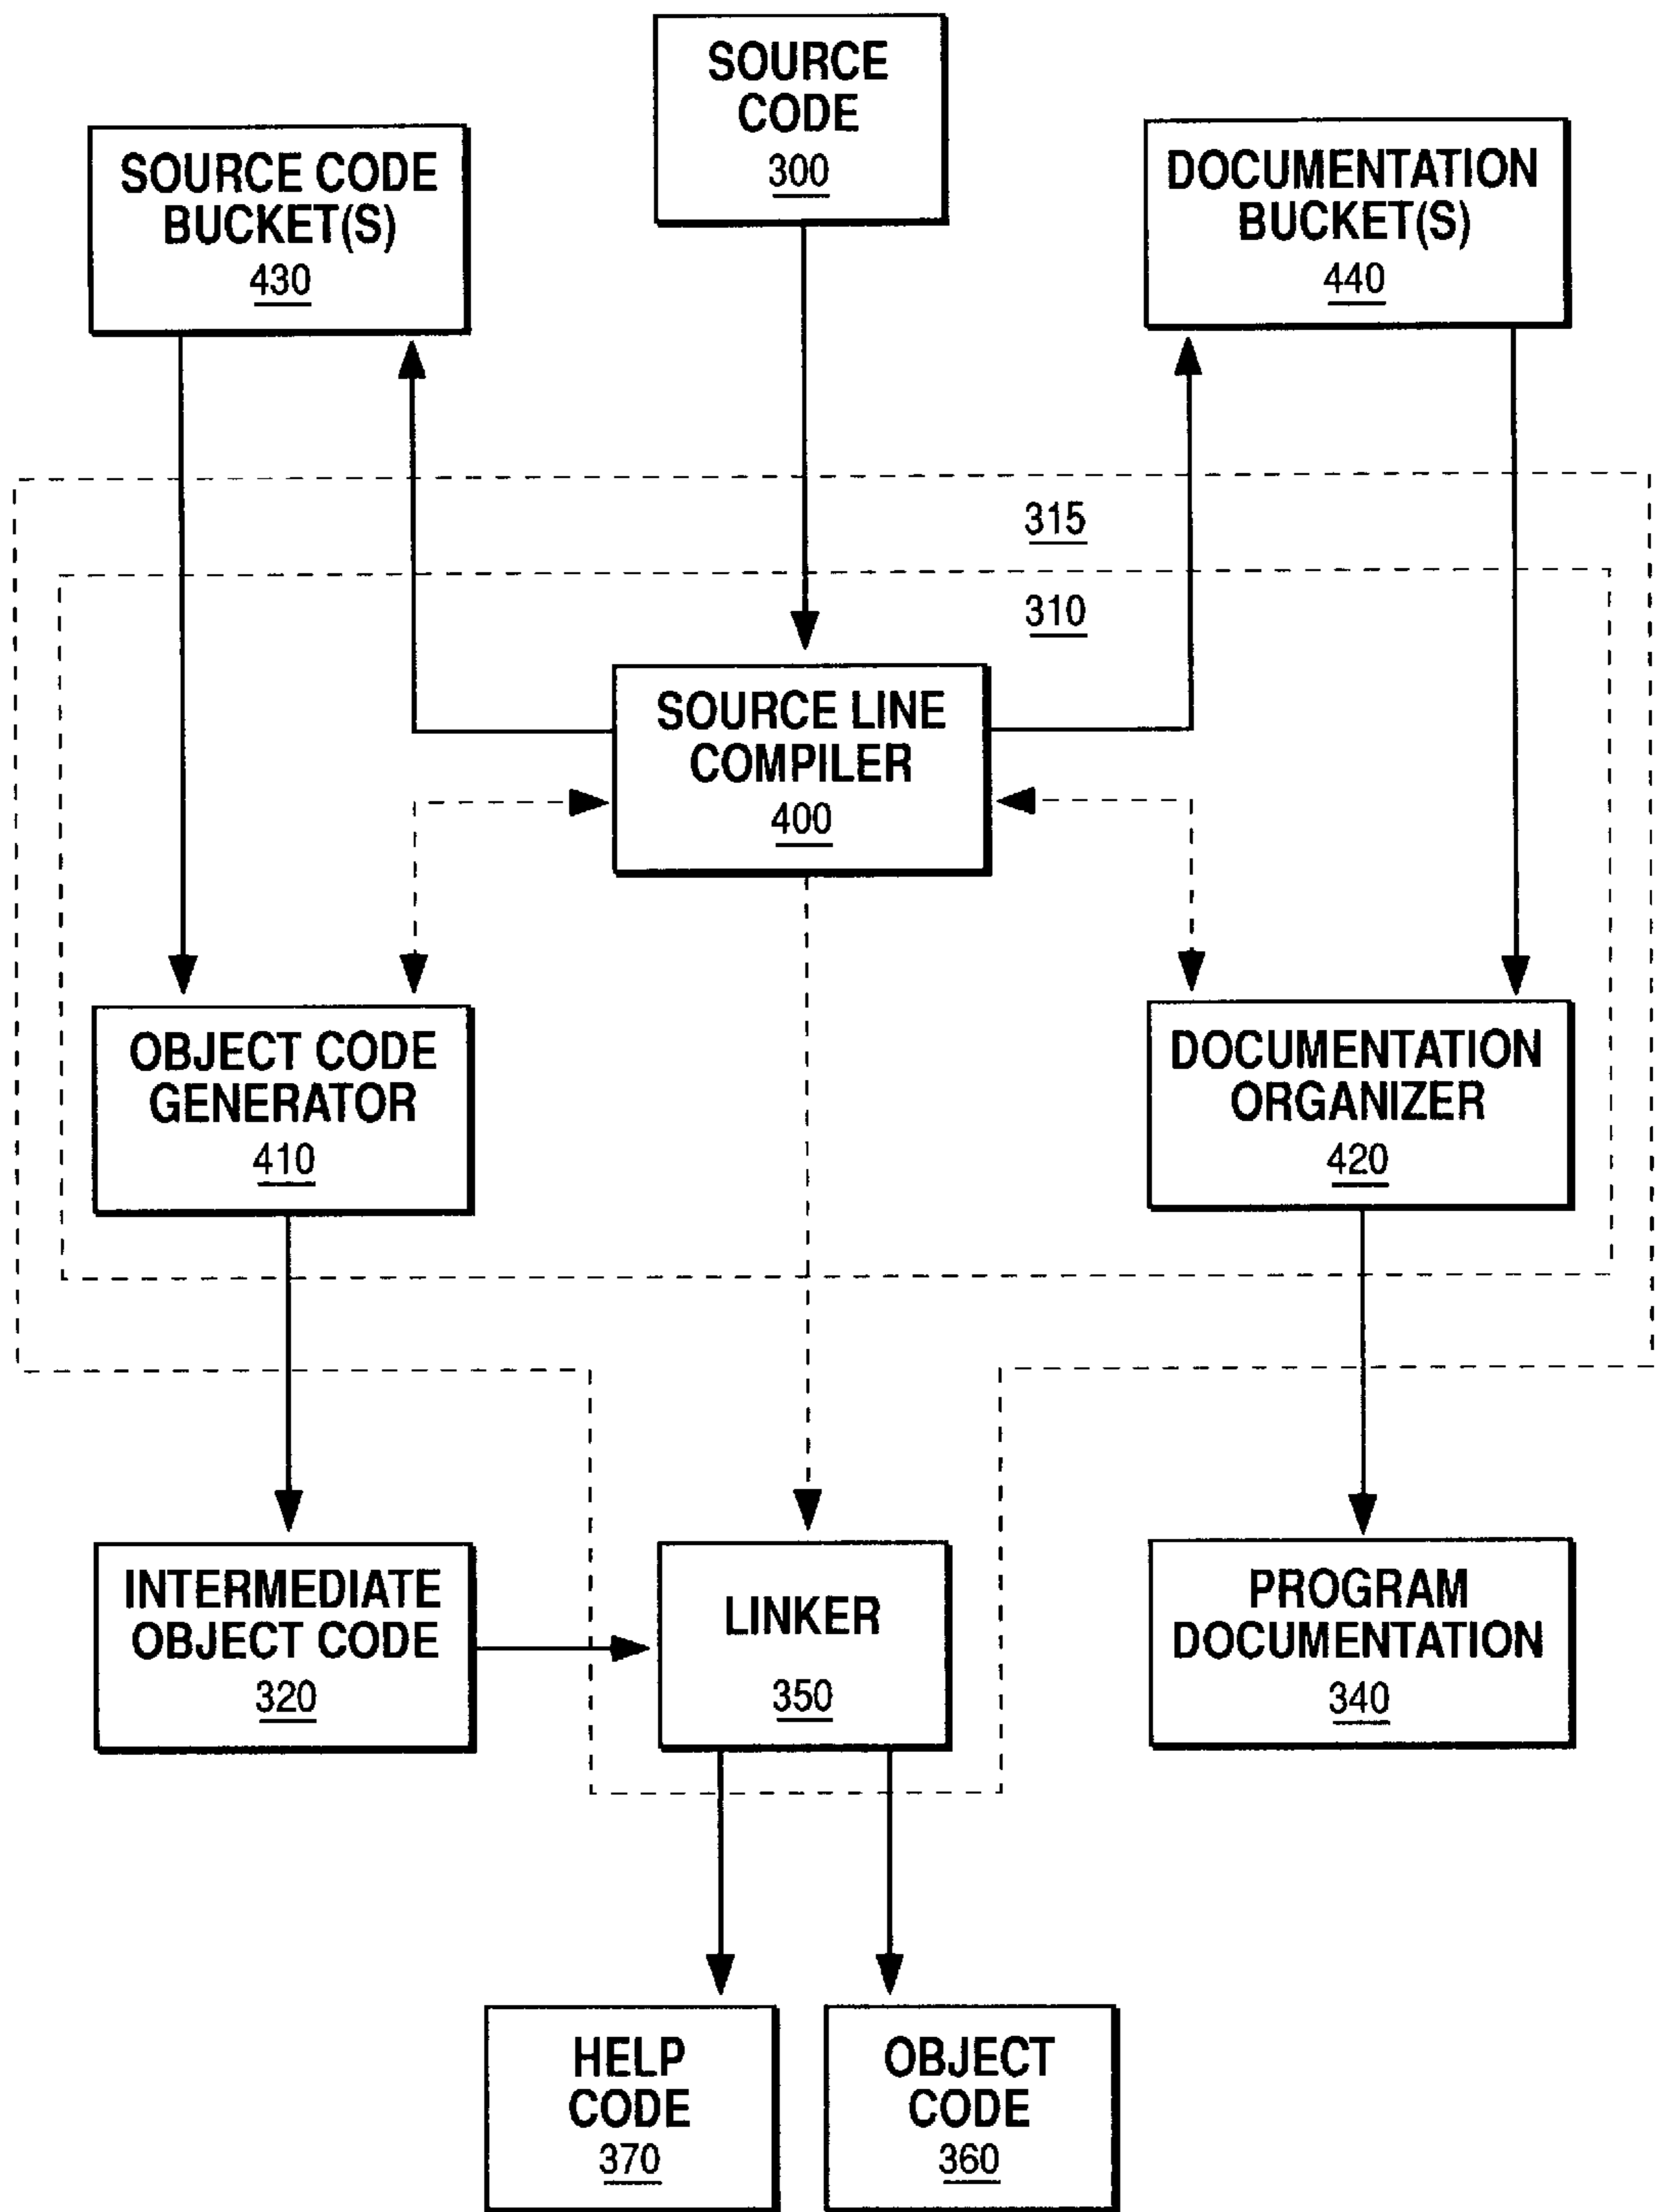 SOURCE
CODE
300
SOURCE CODE
BUCKET(S)
430
DOCUMENTATION
BUCKET(S)
440
315
310
SOURCE LINE
COMPILER
400
OBJECT CODE
GENERATOR
410
DOCUMENTATION
ORGANIZER
420
INTERMEDIATE
OBJECT CODE
320
LINKER
350
PROGRAM
DOCUMENTATION
340
HELP
CODE
370
OBJECT
CODE
360